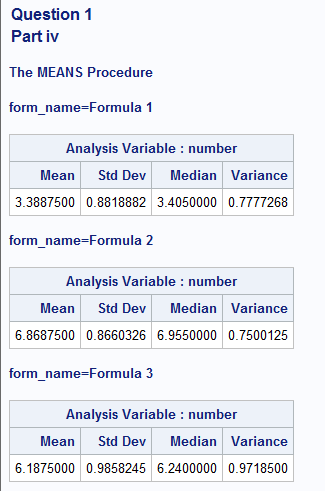 Question 1
Part iv
The MEANS Procedure
form_name=Formula 1
Analysis Variable : number
Mean Std Dev Median Variance
3.3887500 0.8818882 3.4050000 0.7777268
form_name=Formula 2
Analysis Variable : number
Mean Std Dev Median Variance
6.8687500 0.8660326 6.9550000 0.7500125
form_name=Formula 3
Analysis Variable : number
Mean Std Dev Median Variance
6.1875000 0.9858245 6.2400000 0.9718500